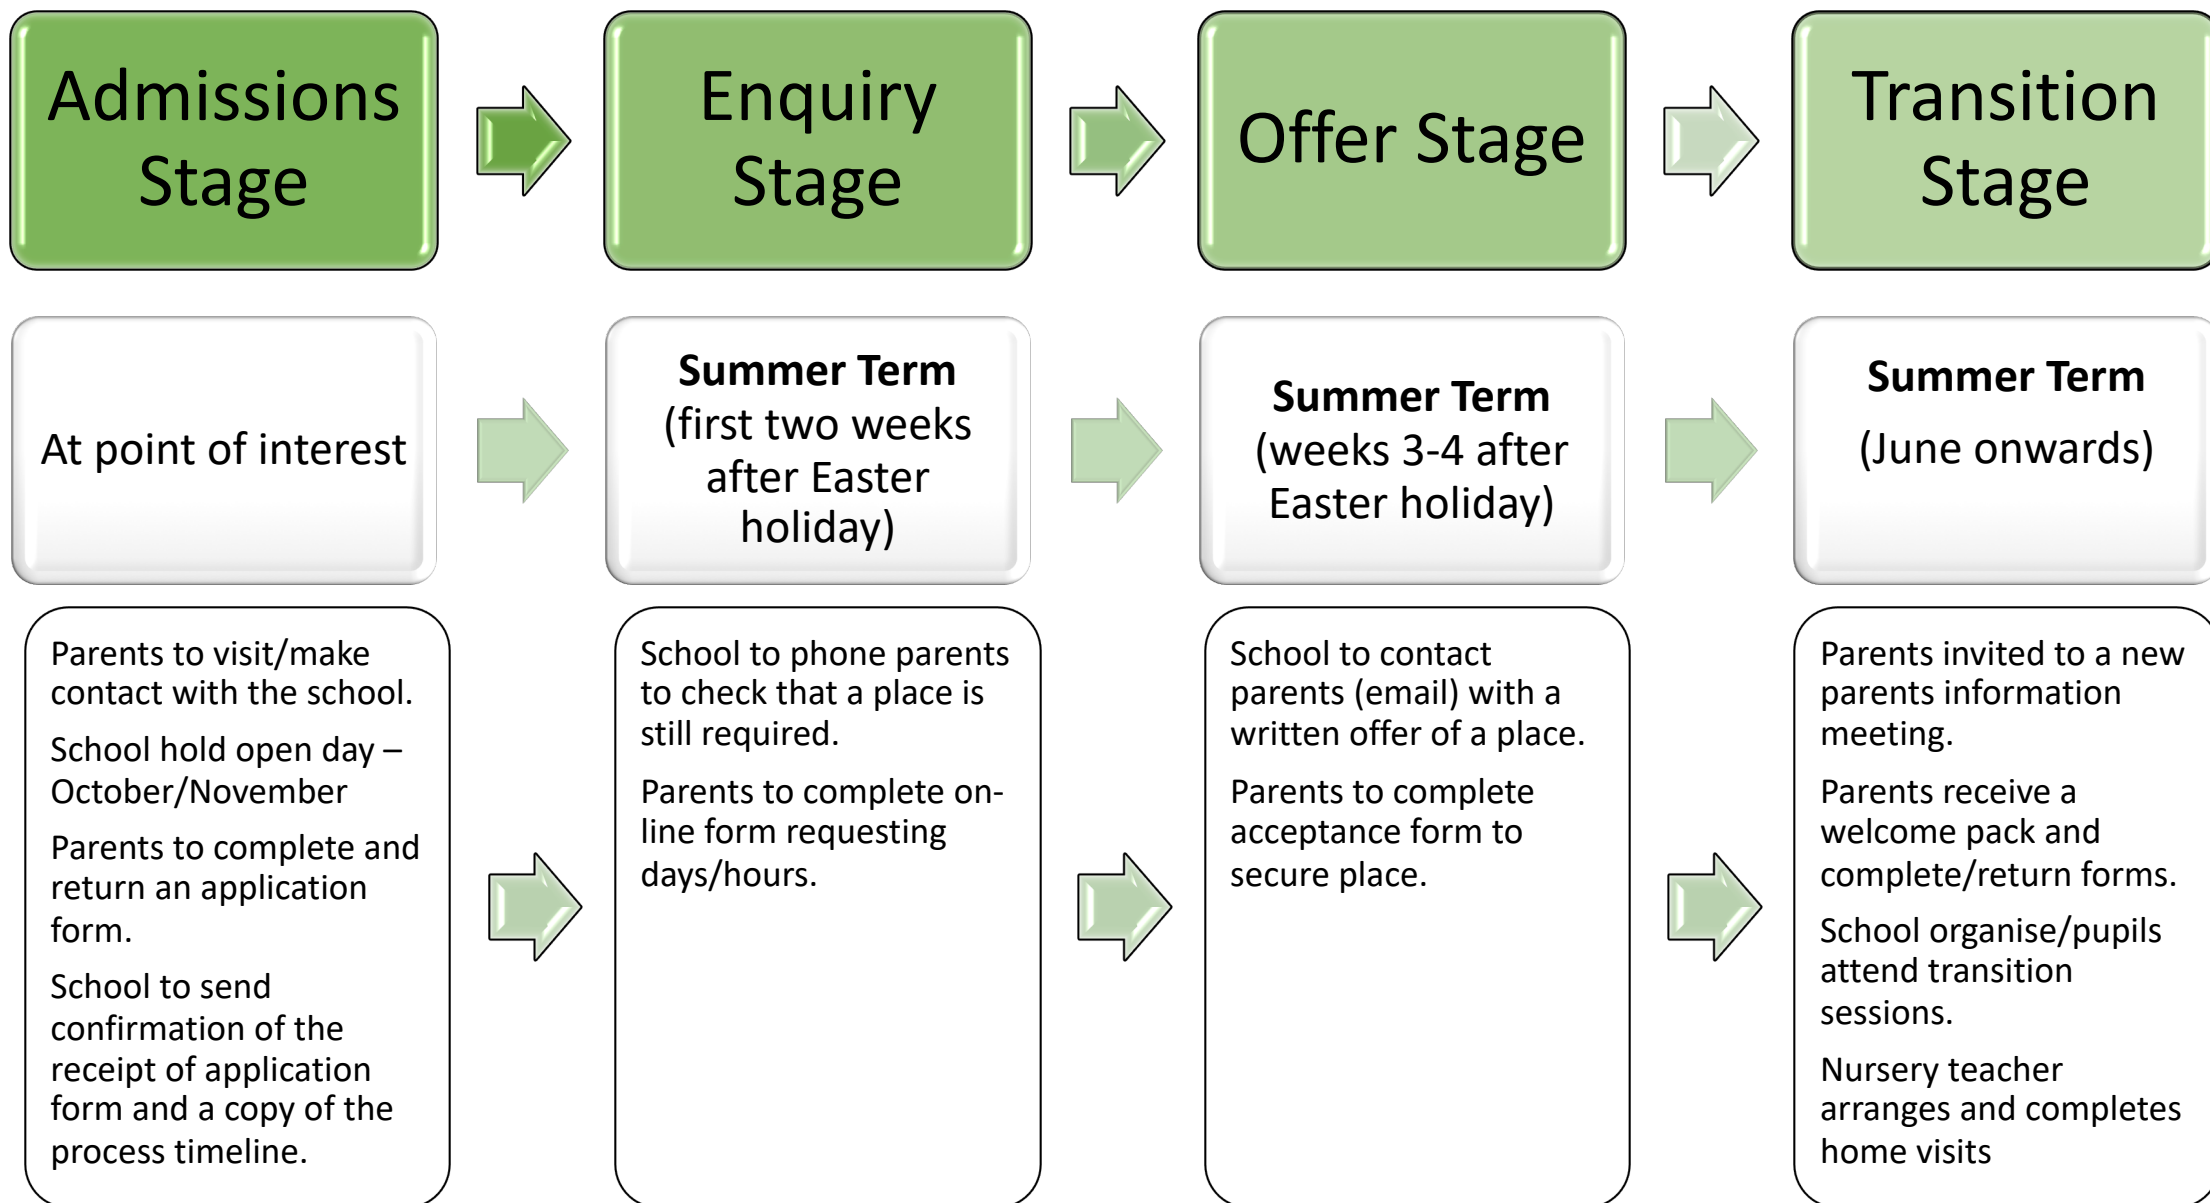 Admissions
Stage
Enquiry
Stage
Offer Stage
Transition
Stage
At point of interest
Summer Term
(first two weeks
after Easter
holiday)
Summer Term
(weeks 3-4 after
Easter holiday)
Summer Term
(June onwards)
Parents to visit/make
contact with the school.
School hold open day –
October/November
Parents to complete and
return an application
form.
School to send
confirmation of the
receipt of application
form and a copy of the
process timeline.
School to phone parents
to check that a place is
still required.
Parents to complete on-
line form requesting
days/hours.
School to contact
parents (email) with a
written offer of a place.
Parents to complete
acceptance form to
secure place.
Parents invited to a new
parents information
meeting.
Parents receive a
welcome pack and
complete/return forms.
School organise/pupils
attend transition
sessions.
Nursery teacher
arranges and completes
home visits